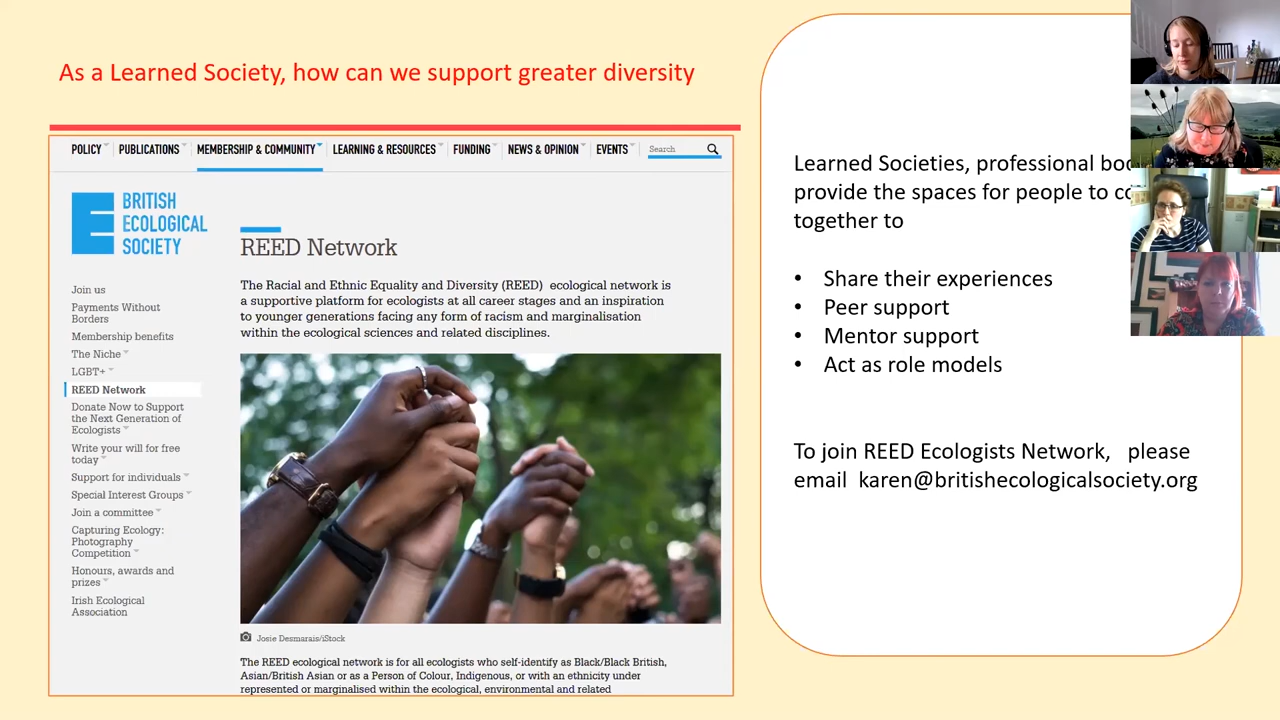 As a Learned Society, how can we support greater diversity
POLICY PUBLICATIONS MEMBERSHIP & COMMUNITY LEARNING & RESOURCES FUNDING NEWS & OPINION EVENTS Search
BRITISH
ECOLOGICAL
SOCIETY
Join us
Payments Without
Borders
Membership benefits
The Niche
LGBT+
REED Network
Donate Now to Support
the Next Generation of
Ecologists
Write your will for free
today
Support for individuals
Special Interest Groups
Join a committee
Capturing Ecology:
Photography
Competition
Honours, awards and
prizes
Irish Ecological
Association
REED Network
The Racial and Ethnic Equality and Diversity (REED) ecological network is
a supportive platform for ecologists at all career stages and an inspiration
to younger generations facing any form of racism and marginalisation
within the ecological sciences and related disciplines.
Josie Desmarais/iStock
The REED ecological network is for all ecologists who self-identify as Black/Black British,
Asian/British Asian or as a Person of Colour, Indigenous, or with an ethnicity under
represented or marginalised within the ecological, environmental and related
Learned Societies, professional
provide the spaces for people to
together to
• Share their experiences
• Peer support
• Mentor support
• Act as role models
To join REED Ecologists Network, please
email karen@britishecologicalsociety.org